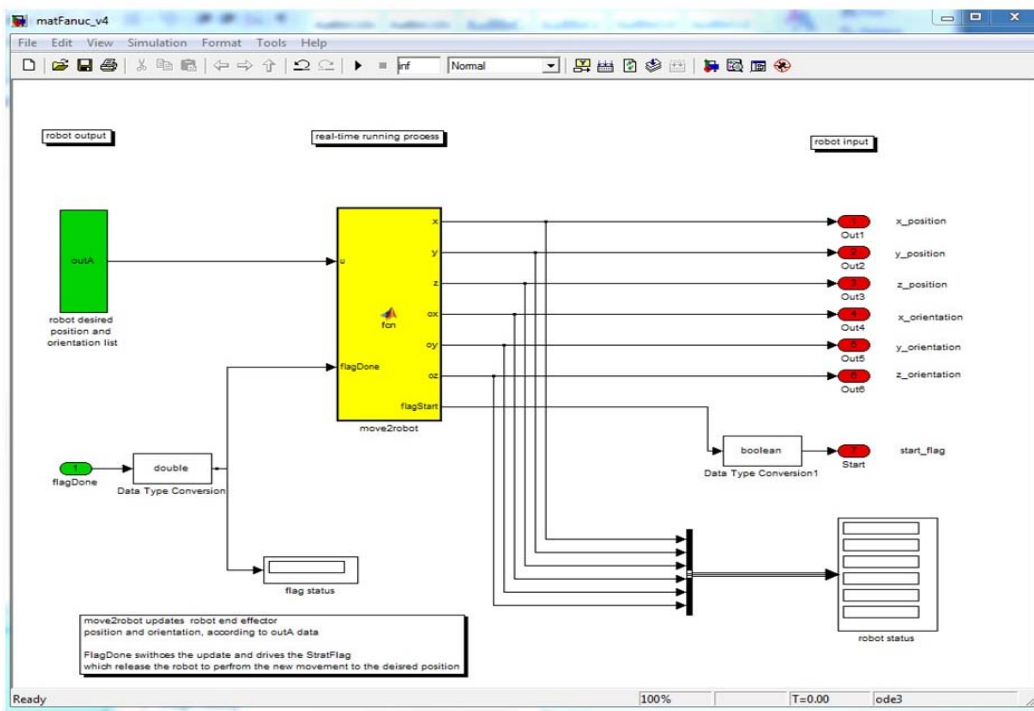 matFanuc_v4
File Edit View Simulation Format Tools Help
inf Normal
robot output
real-time running process
robot input
outA
robot desired
position and
orientation list
u
flagDone
fcn
x
y
z
ox
oy
oz
flagStart
move2robot
1
Out1
x_position
2
Out2
y_position
3
Out3
z_position
4
Out4
x_orientation
5
Out5
y_orientation
6
Out6
z_orientation
1
flagDone
double
Data Type Conversion
boolean
Data Type Conversion1
7
Start
start_flag
flag status
robot status
move2robot updates robot end effector
position and orientation, according to outA data
FlagDone swithoes the update and drives the StratFlag
which release the robot to perfrom the new movement to the deisred position
Ready 100% T=0.00 ode3